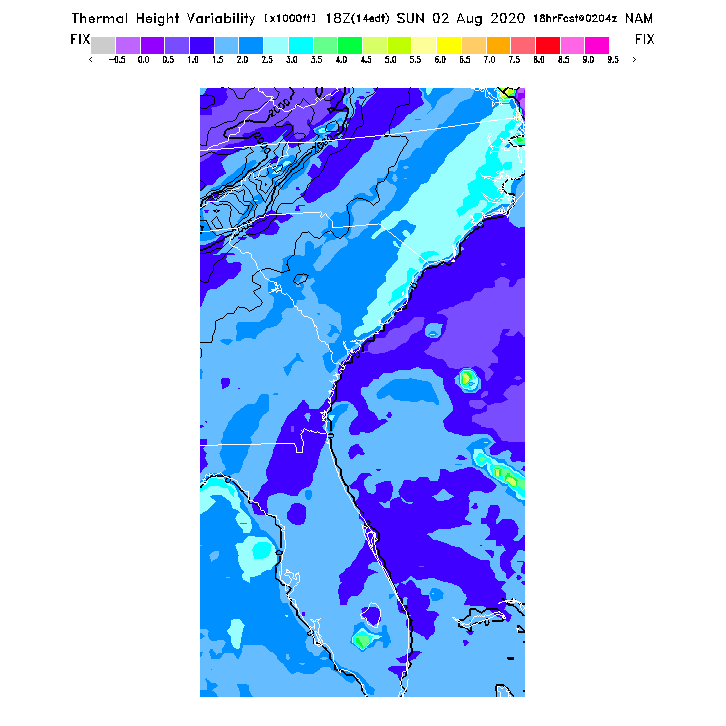 Thermal Height Variability [x1000ft] 18Z(14edt) SUN 02 Aug 2020 18hrFcst@0204z NAM
FIX FIX
< -0.5 0.0 0.5 1.0 1.5 2.0 2.5 3.0 3.5 4.0 4.5 5.0 5.5 6.0 6.5 7.0 7.5 8.0 8.5 9.0 9.5 >
2000